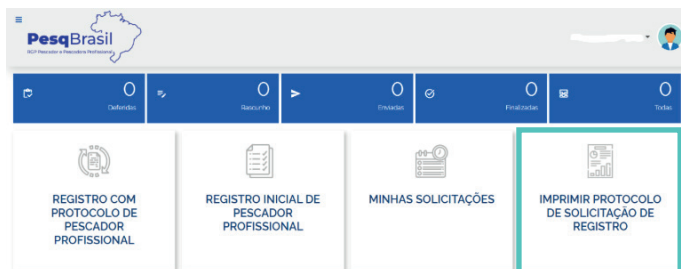 PesqBrasil
RGP Pescador e Pescadora Profissional
0 0 0 0 0
Deferidas Rascunho Enviadas Finalizadas Todas
REGISTRO COM
PROTOCOLO DE
PESCADOR
PROFISSIONAL
REGISTRO INICIAL DE
PESCADOR
PROFISSIONAL
MINHAS SOLICITAÇÕES
IMPRIMIR PROTOCOLO
DE SOLICITAÇÃO DE
REGISTRO